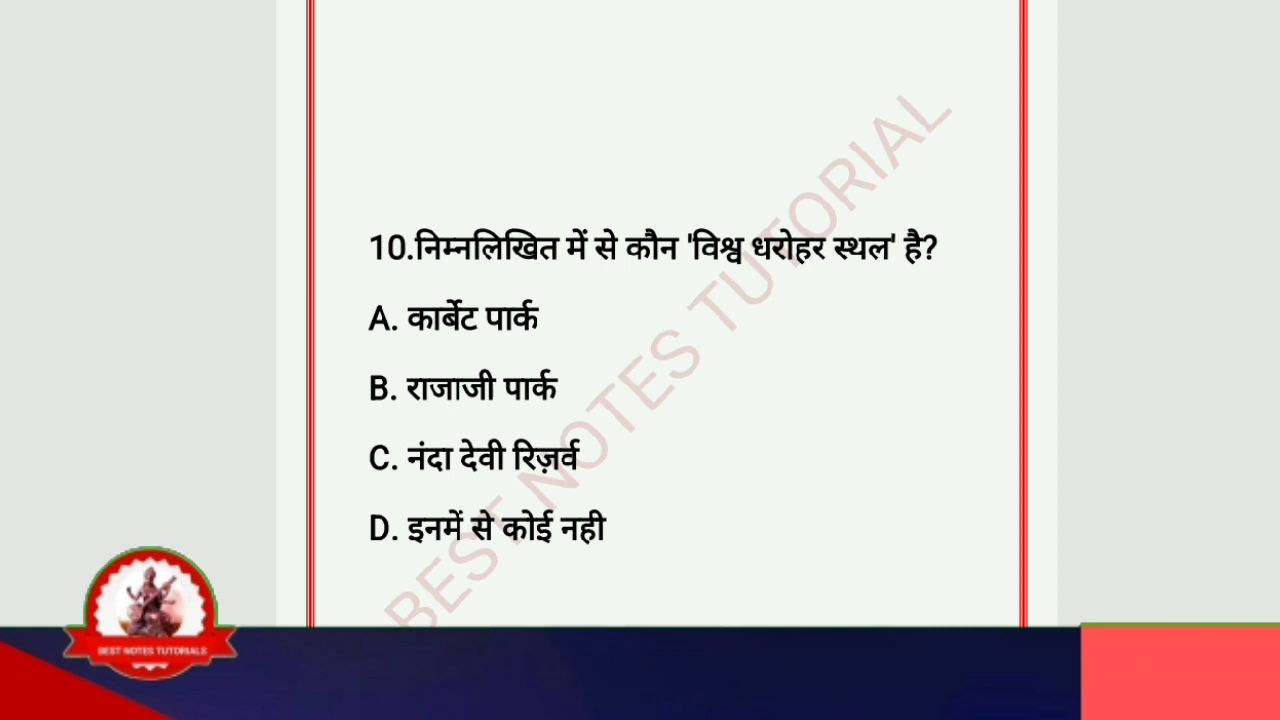 10.निम्नलिखित में से कौन 'विश्व धरोहर स्थल' है?
A. कार्बेट पार्क
B. राजाजी पार्क
C. नंदा देवी रिज़र्व
D. इनमें से कोई नही
BEST NOTES TUTORIAL
BEST NOTES TUTORIALS